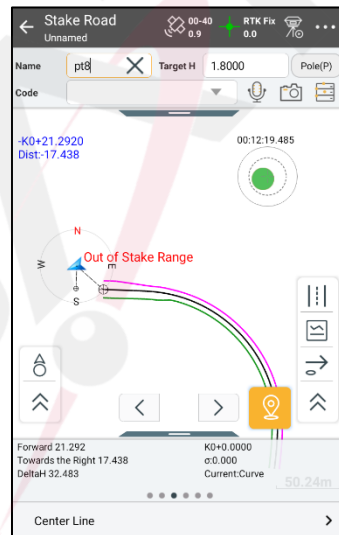 Stake Road
Unnamed
00-40
0.9
RTK Fix
0.0
Name
pt8
Target H
1.8000
Pole(P)
Code
-K0+21.2920
Dist:-17.438
00:12:19.485
N
W
E
S
Out of Stake Range
Forward 21.292
K0+0.0000
Towards the Right 17.438
σ:0.000
DeltaH 32.483
Current:Curve
50.24m
Center Line